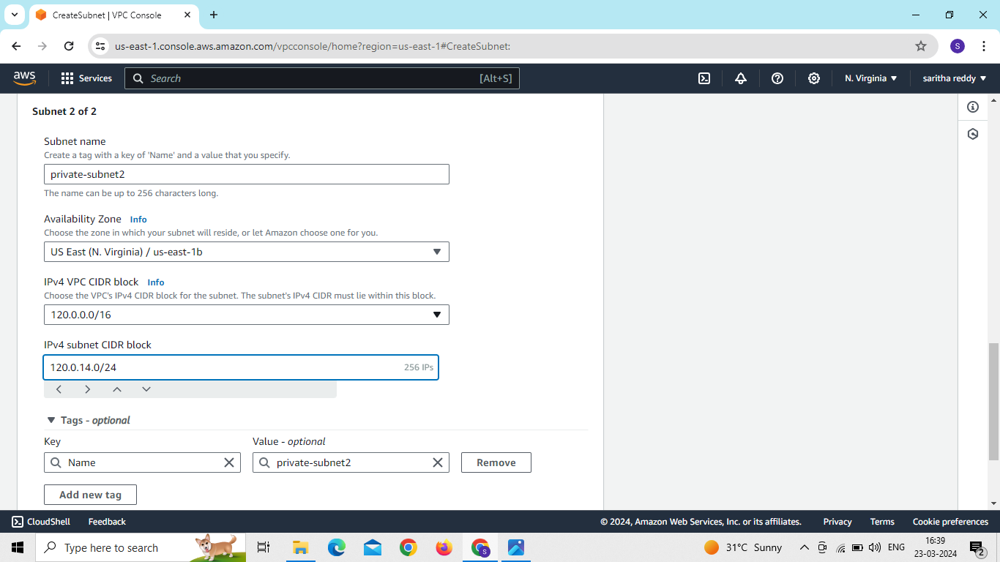 CreateSubnet | VPC Console
us-east-1.console.aws.amazon.com/vpcconsole/home?region=us-east-1#CreateSubnet:
S
aws
Services
Search
[Alt+S]
N. Virginia
saritha reddy
Subnet 2 of 2
Subnet name
Create a tag with a key of 'Name' and a value that you specify.
private-subnet2
The name can be up to 256 characters long.
Availability Zone Info
Choose the zone in which your subnet will reside, or let Amazon choose one for you.
US East (N. Virginia) / us-east-1b
IPv4 VPC CIDR block Info
Choose the VPC's IPv4 CIDR block for the subnet. The subnet's IPv4 CIDR must lie within this block.
120.0.0.0/16
IPv4 subnet CIDR block
120.0.14.0/24 256 IPs
Tags - optional
Key Value - optional
Name private-subnet2 Remove
Add new tag
CloudShell Feedback © 2024, Amazon Web Services, Inc. or its affiliates. Privacy Terms Cookie preferences
Type here to search
S
31°C Sunny
ENG
16:39
23-03-2024
2